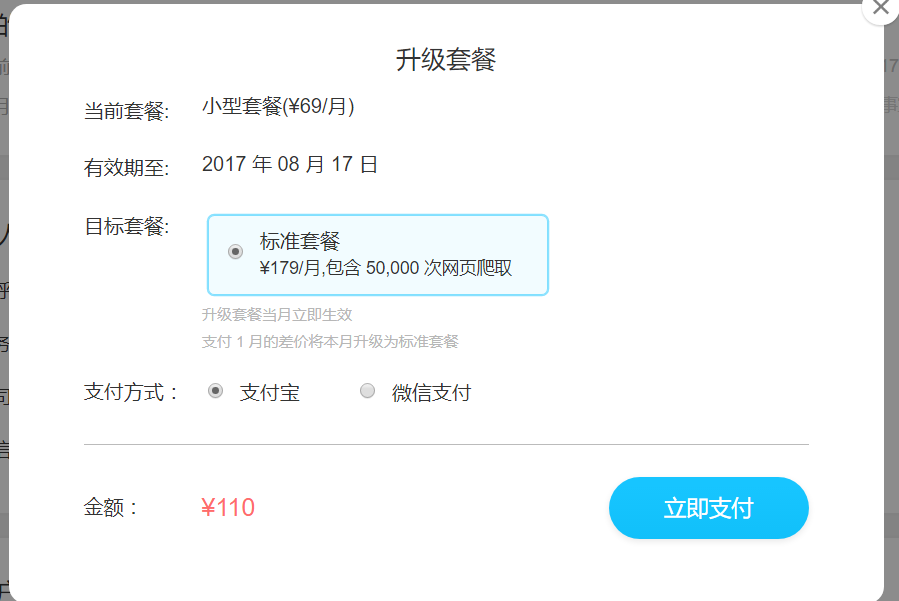 升级套餐
当前套餐: 小型套餐(¥69/月)
有效期至: 2017 年 08 月 17 日
目标套餐: 标准套餐
¥179/月,包含 50,000 次网页爬取
升级套餐当月立即生效
支付 1 月的差价将本月升级为标准套餐
支付方式： 支付宝 微信支付
金额： ¥110 立即支付